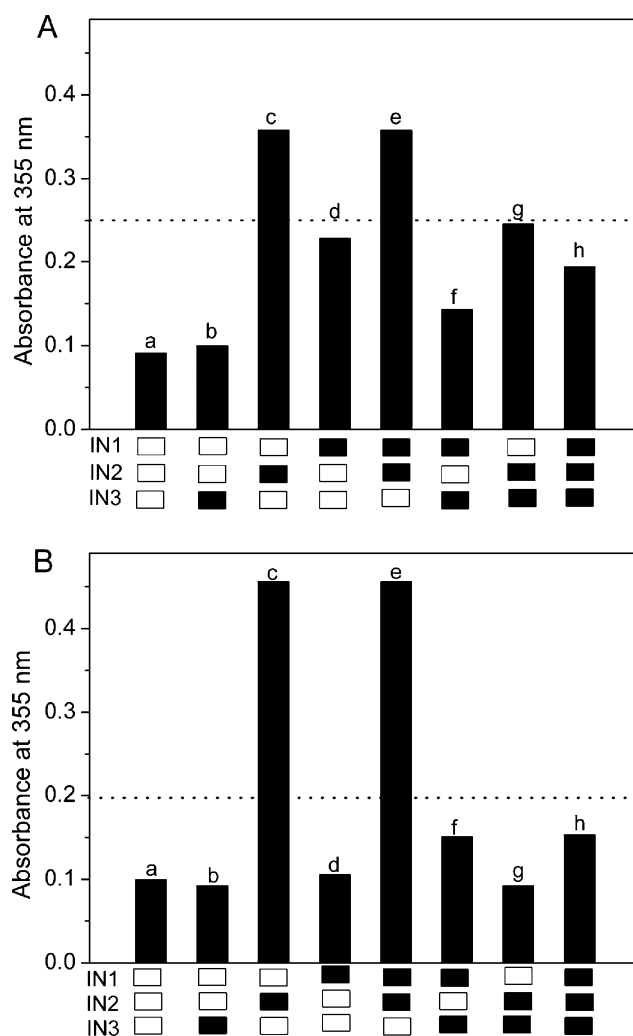 A
Absorbance at 355 nm
0.4
0.3
0.2
0.1
0.0
a
b
c
d
e
f
g
h
IN1
IN2
IN3
B
Absorbance at 355 nm
0.4
0.3
0.2
0.1
0.0
a
b
c
d
e
f
g
h
IN1
IN2
IN3